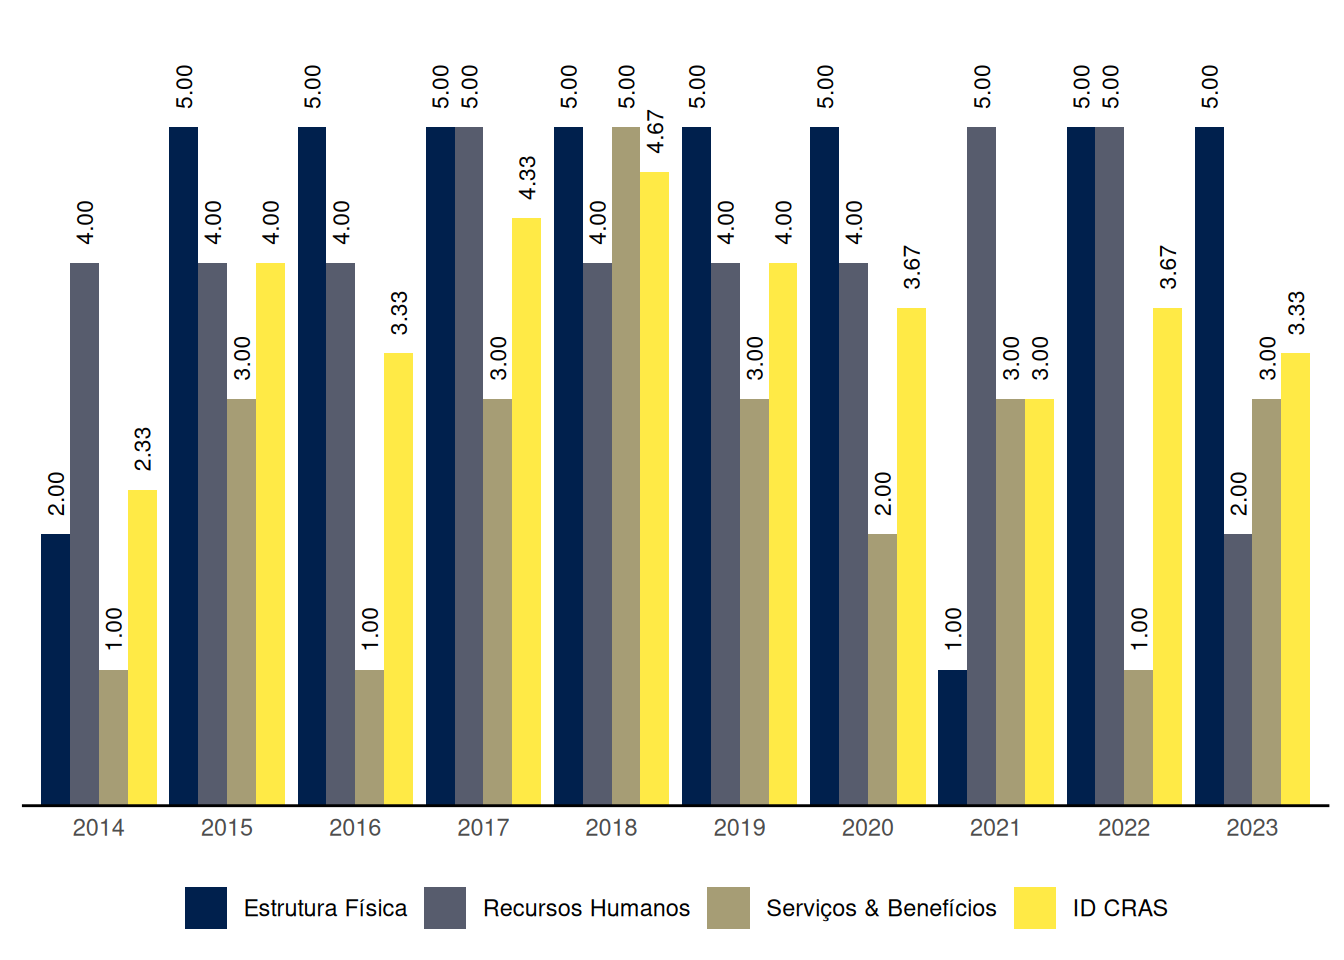 2.00 4.00 1.00 2.33
5.00 4.00 3.00 4.00
5.00 4.00 1.00 3.33
5.00 5.00 3.00 4.33
5.00 4.00 5.00 4.67
5.00 4.00 3.00 4.00
5.00 4.00 2.00 3.67
1.00 5.00 3.00 3.00
5.00 5.00 1.00 3.67
5.00 2.00 3.00 3.33
2014 2015 2016 2017 2018 2019 2020 2021 2022 2023
Estrutura Física Recursos Humanos Serviços & Benefícios ID CRAS